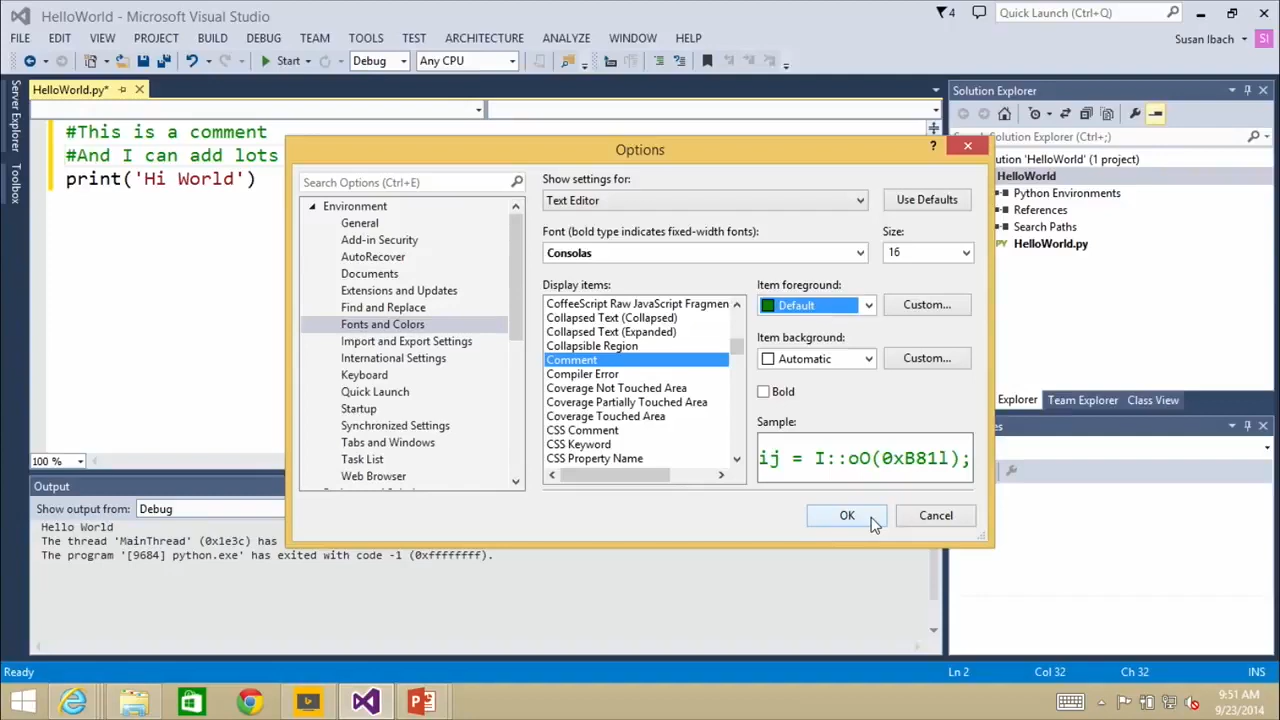 HelloWorld - Microsoft Visual Studio
4
Quick Launch (Ctrl+Q)
FILE EDIT VIEW PROJECT BUILD DEBUG TEAM TOOLS TEST ARCHITECTURE ANALYZE WINDOW HELP
Susan Ibach
SI
Start
Debug
Any CPU
Server Explorer
Toolbox
HelloWorld.py*
#This is a comment
#And I can add lots
print('Hi World')
100 %
Options
?
Search Options (Ctrl+E)
Environment
General
Add-in Security
AutoRecover
Documents
Extensions and Updates
Find and Replace
Fonts and Colors
Import and Export Settings
International Settings
Keyboard
Quick Launch
Startup
Synchronized Settings
Tabs and Windows
Task List
Web Browser
Show settings for:
Text Editor
Use Defaults
Font (bold type indicates fixed-width fonts):
Size:
Consolas
16
Display items:
CoffeeScript Raw JavaScript Fragmen
Collapsed Text (Collapsed)
Collapsed Text (Expanded)
Collapsible Region
Comment
Compiler Error
Coverage Not Touched Area
Coverage Partially Touched Area
Coverage Touched Area
CSS Comment
CSS Keyword
CSS Property Name
Item foreground:
Default
Custom...
Item background:
Automatic
Custom...
Bold
Sample:
ij = I::oO(0xB81l);
OK
Cancel
Solution Explorer
Solution Explorer (Ctrl+;)
ution 'HelloWorld' (1 project)
HelloWorld
Python Environments
References
Search Paths
HelloWorld.py
Explorer
Team Explorer
Class View
es
Output
Show output from:
Debug
Hello World
The thread 'MainThread' (0x1e3c) has
The program '[9684] python.exe' has exited with code -1 (0xffffffff).
Ready
Ln 2
Col 32
Ch 32
INS
9:51 AM
9/23/2014